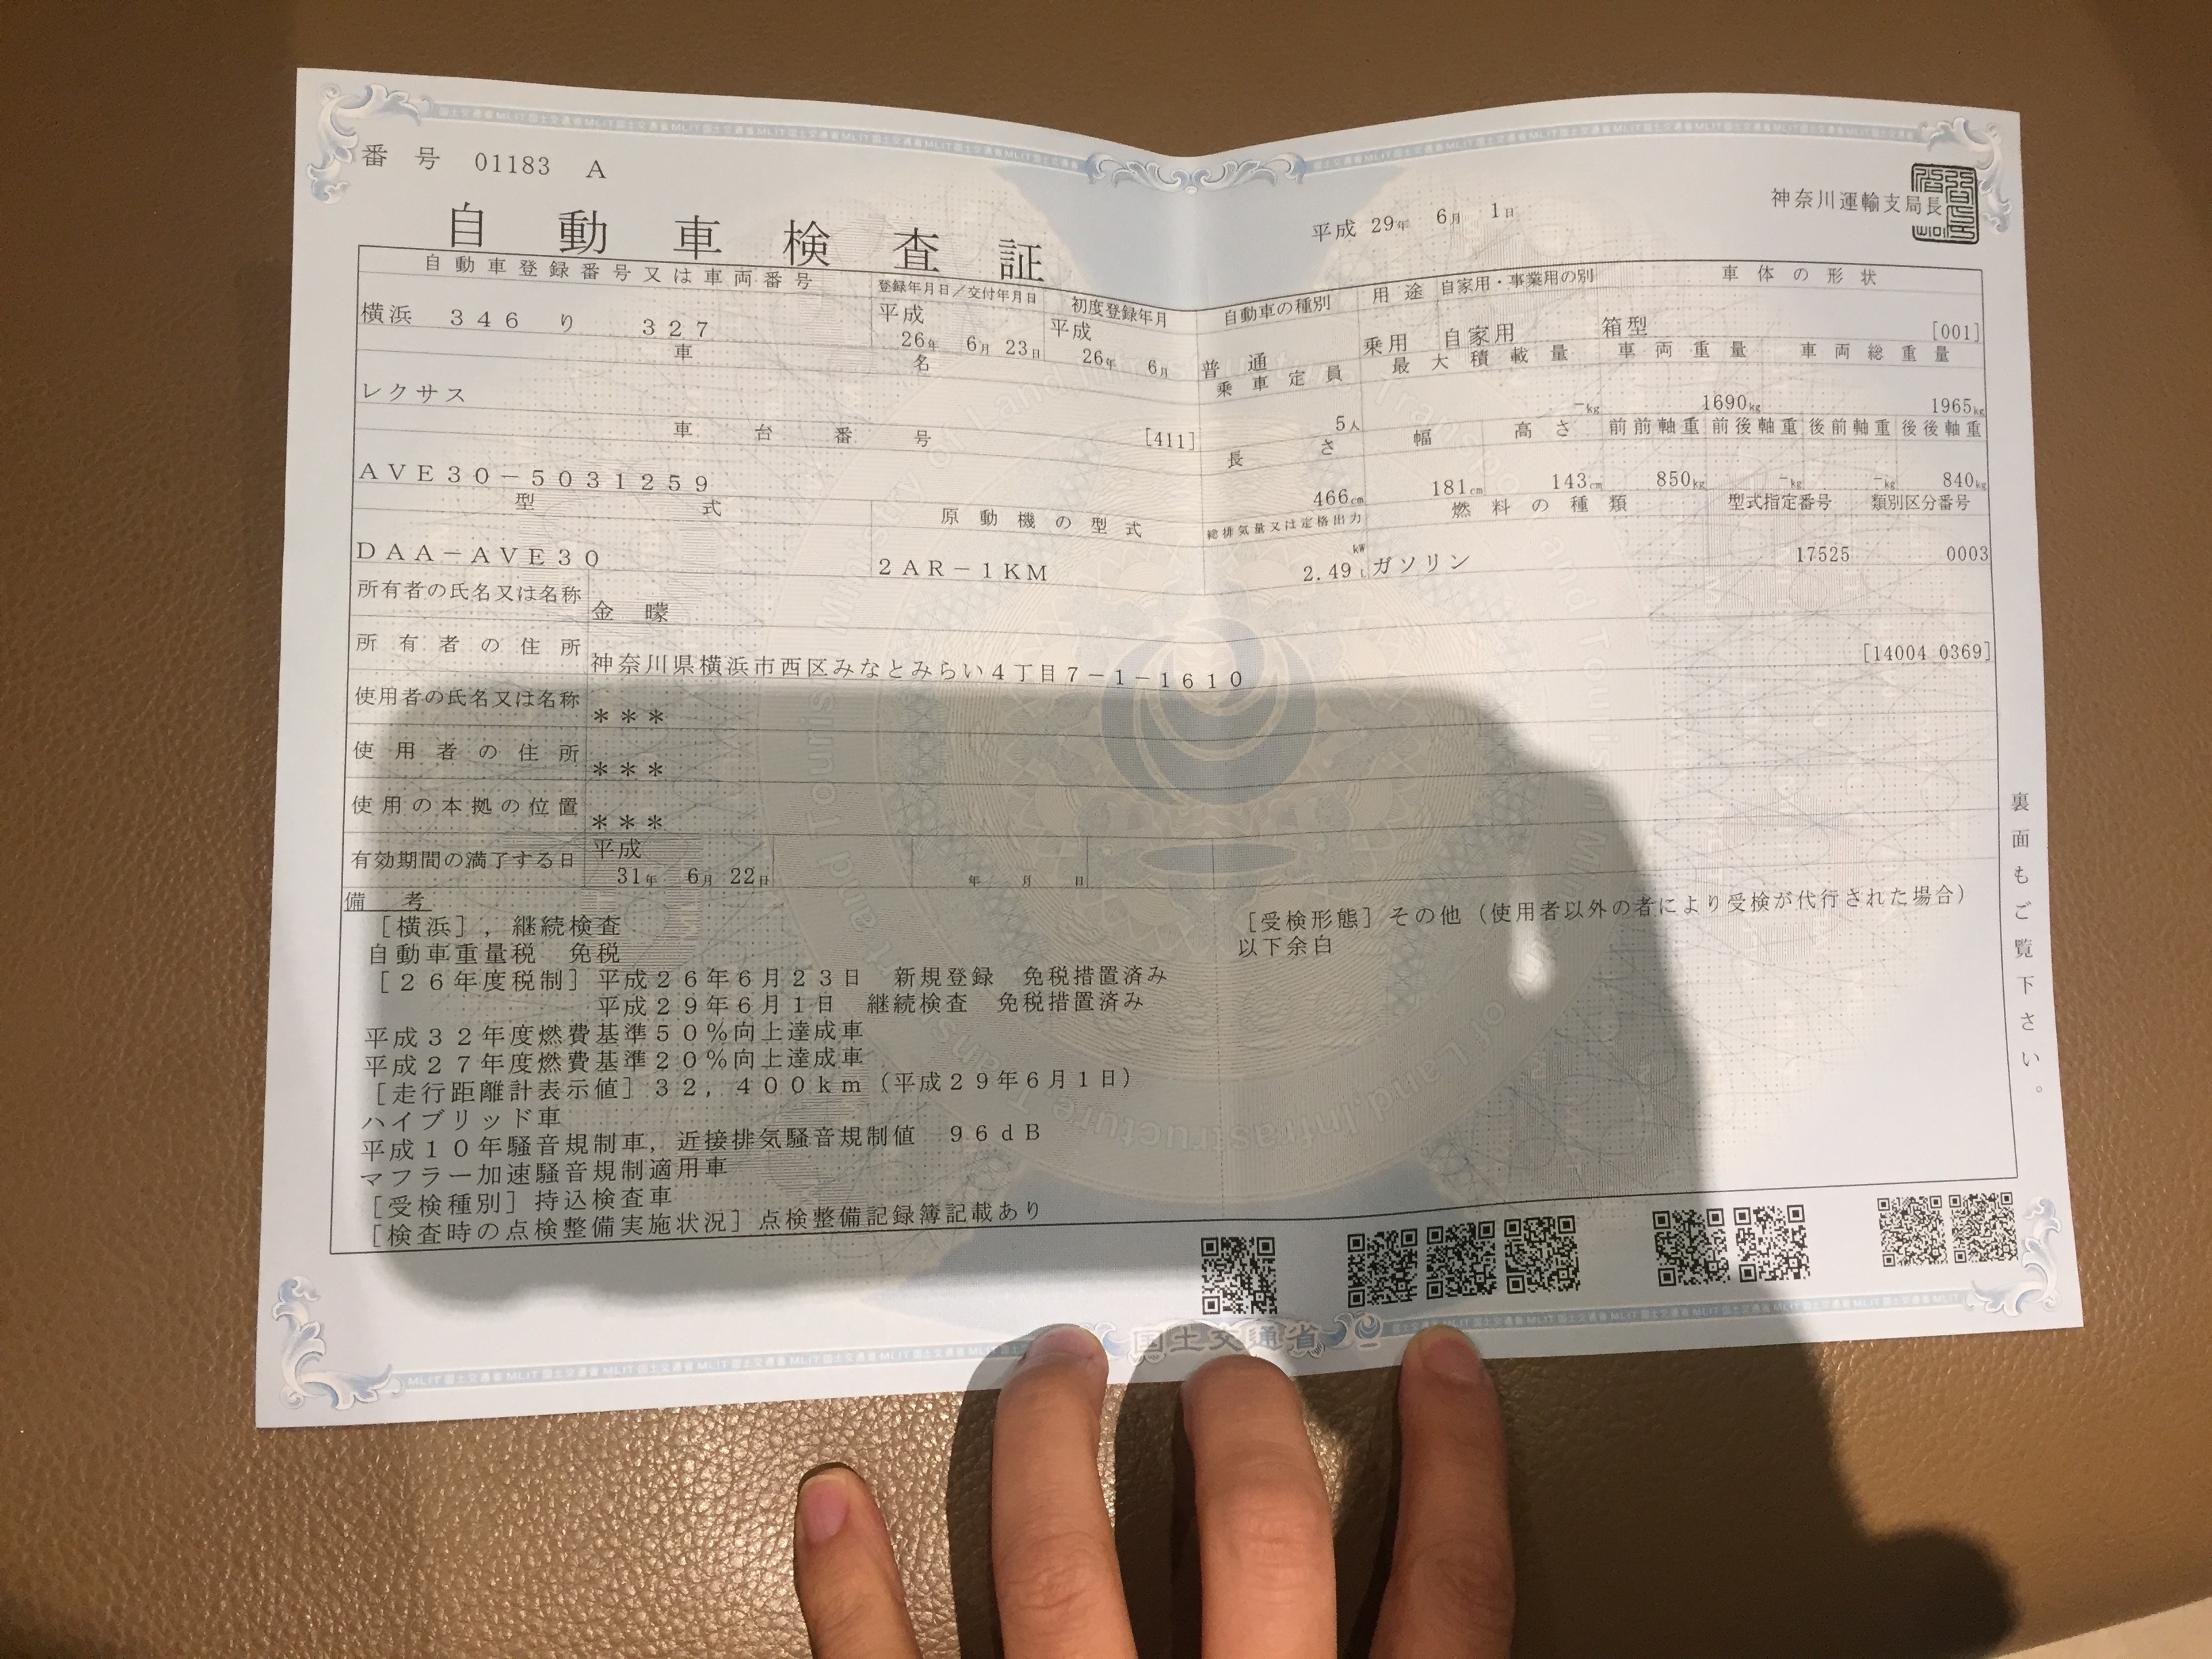 番号 01183 A
自動車検査証
平成 29年 6月 1日
神奈川運輸支局長
自動車登録番号又は車両番号
登録年月日/交付年月日
初度登録年月
自動車の種別
用途
自家用・事業用の別
車体の形状
横浜 346 り 327
平成 26年 6月 23日
平成 26年 6月
普通
乗用
自家用
箱型 [001]
車名
乗車定員
最大積載量
車両重量
車両総重量
レクサス [411]
5人
-kg
1690kg
1965kg
車台番号
長さ
幅
高さ
前前軸重
前後軸重
後前軸重
後後軸重
AVE30-5031259
466cm
181cm
143cm
850kg
-kg
-kg
840kg
型式
原動機の型式
総排気量又は定格出力
燃料の種類
型式指定番号
類別区分番号
DAA-AVE30
2AR-1KM
kW
2.49 L
ガソリン
17525
0003
所有者の氏名又は名称 金 曚
所有者の住所 神奈川県横浜市西区みなとみらい4丁目7-1-1610 [14004 0369]
使用者の氏名又は名称 ***
使用者の住所 ***
使用の本拠の位置 ***
有効期間の満了する日 平成 31年 6月 22日 年 月 日
備考
[横浜],継続検査
自動車重量税 免税
[26年度税制]平成26年6月23日 新規登録 免税措置済み
平成29年6月1日 継続検査 免税措置済み
平成32年度燃費基準50%向上達成車
平成27年度燃費基準20%向上達成車
[走行距離計表示値]32,400km(平成29年6月1日)
ハイブリッド車
平成10年騒音規制車,近接排気騒音規制値 96dB
マフラー加速騒音規制適用車
[受検種別]持込検査車
[検査時の点検整備実施状況]点検整備記録簿記載あり
[受検形態]その他(使用者以外の者により受検が代行された場合)
以下余白
裏面もご覧下さい。
国土交通省